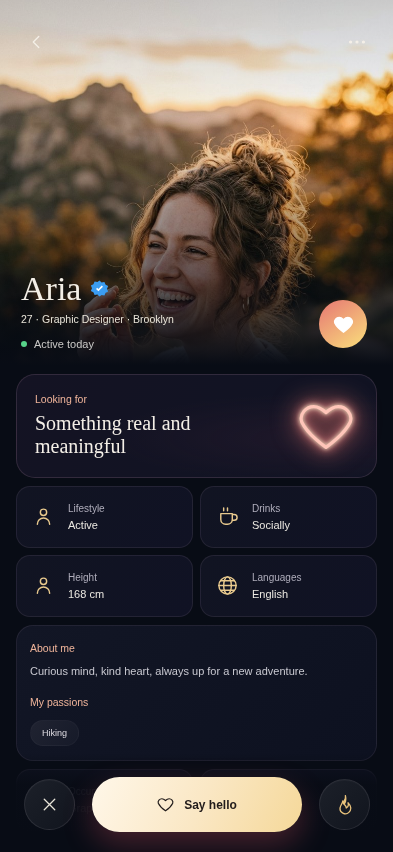 Aria
27 · Graphic Designer · Brooklyn
Active today
Looking for
Something real and
meaningful
Lifestyle
Active
Drinks
Socially
Height
168 cm
Languages
English
About me
Curious mind, kind heart, always up for a new adventure.
My passions
Hiking
Say hello